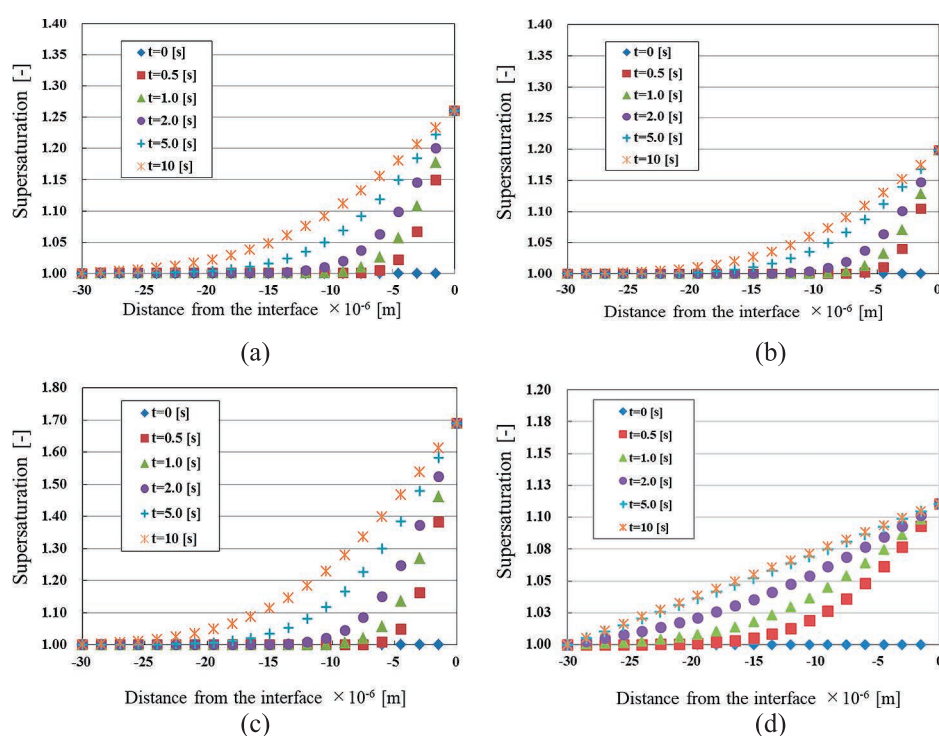 1.40
1.35
1.30
1.25
1.20
1.15
1.10
1.05
1.00
Supersaturation [-]
t=0 [s]
t=0.5 [s]
t=1.0 [s]
t=2.0 [s]
t=5.0 [s]
t=10 [s]
-30 -25 -20 -15 -10 -5 0
Distance from the interface ×10-6 [m]
(a)
1.40
1.35
1.30
1.25
1.20
1.15
1.10
1.05
1.00
Supersaturation [-]
t=0 [s]
t=0.5 [s]
t=1.0 [s]
t=2.0 [s]
t=5.0 [s]
t=10 [s]
-30 -25 -20 -15 -10 -5 0
Distance from the interface ×10-6 [m]
(b)
1.80
1.70
1.60
1.50
1.40
1.30
1.20
1.10
1.00
Supersaturation [-]
t=0 [s]
t=0.5 [s]
t=1.0 [s]
t=2.0 [s]
t=5.0 [s]
t=10 [s]
-30 -25 -20 -15 -10 -5 0
Distance from the interface ×10-6 [m]
(c)
1.20
1.18
1.15
1.13
1.10
1.08
1.05
1.03
1.00
Supersaturation [-]
t=0 [s]
t=0.5 [s]
t=1.0 [s]
t=2.0 [s]
t=5.0 [s]
t=10 [s]
-30 -25 -20 -15 -10 -5 0
Distance from the interface ×10-6 [m]
(d)